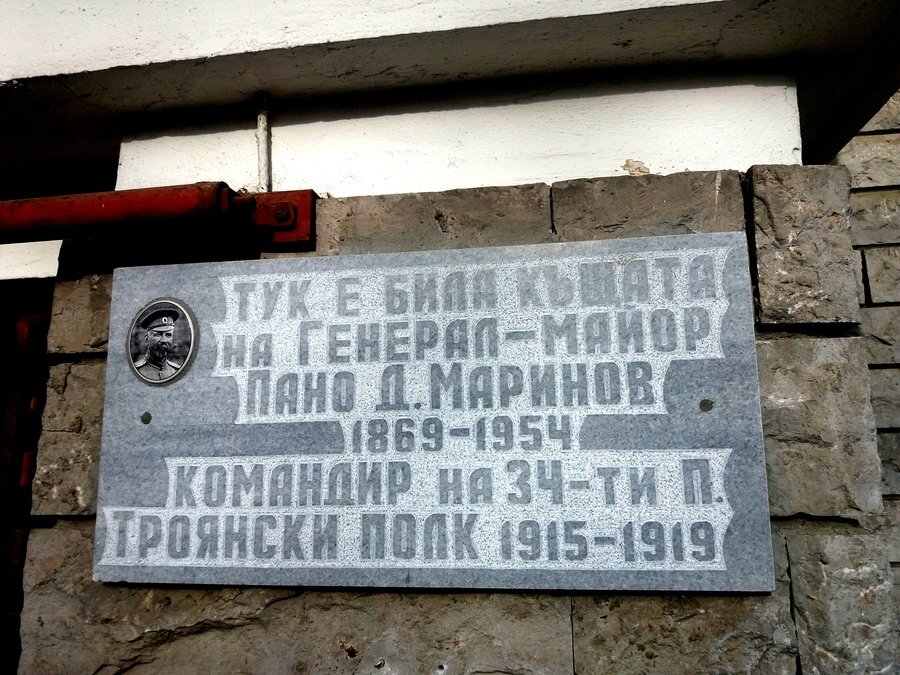 ТУК Е БИЛА КЪЩАТА
НА ГЕНЕРАЛ-МАЙОР
ПАНО Д. МАРИНОВ
1869-1954
КОМАНДИР НА 34-ТИ П.
ТРОЯНСКИ ПОЛК 1915-1919